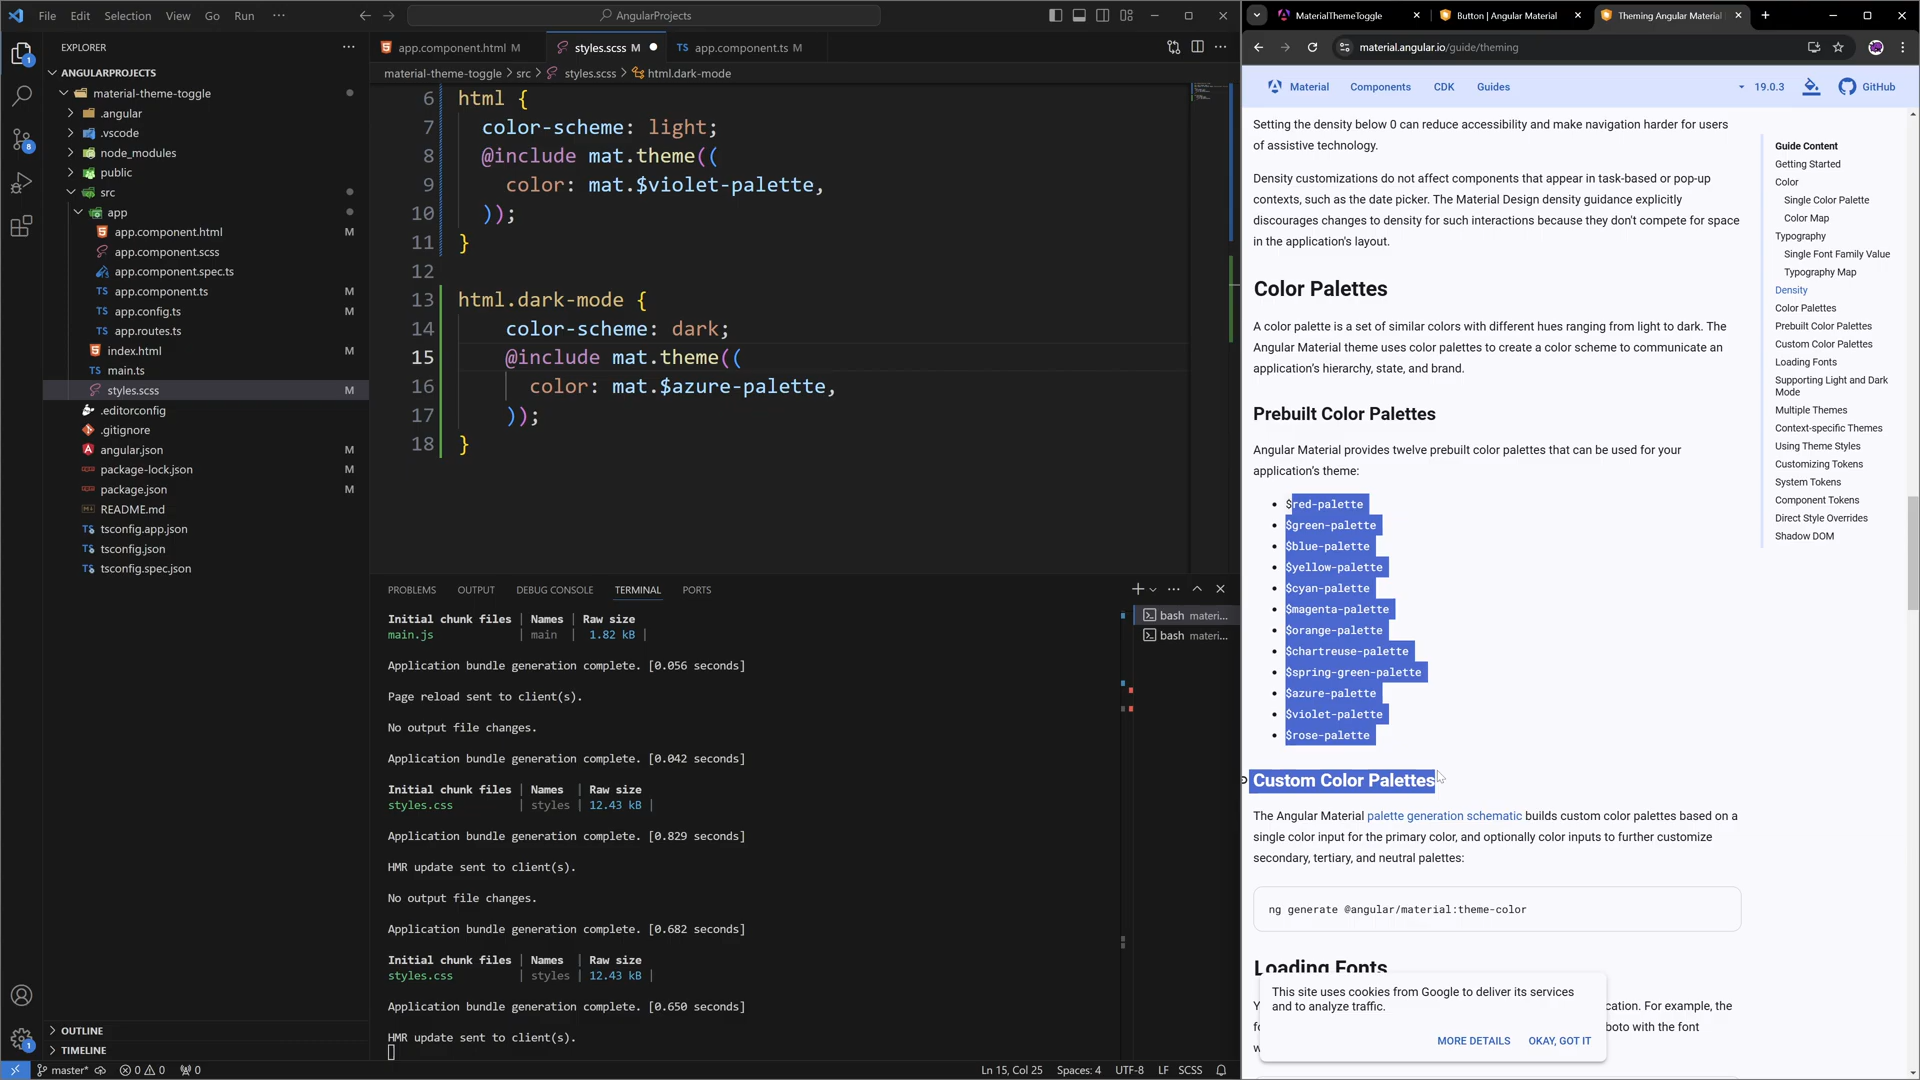 File Edit Selection View Go Run ···
AngularProjects
EXPLORER
ANGULARPROJECTS
material-theme-toggle
.angular
.vscode
node_modules
public
src
app
app.component.html M
app.component.scss
app.component.spec.ts
app.component.ts M
app.config.ts M
app.routes.ts
index.html M
main.ts
styles.scss M
.editorconfig
.gitignore
angular.json M
package-lock.json M
package.json M
README.md
tsconfig.app.json
tsconfig.json
tsconfig.spec.json
OUTLINE
TIMELINE
app.component.html M
styles.scss M
app.component.ts M
material-theme-toggle > src > styles.scss > html.dark-mode
6 html {
7 color-scheme: light;
8 @include mat.theme((
9 color: mat.$violet-palette,
10 ));
11 }
12
13 html.dark-mode {
14 color-scheme: dark;
15 @include mat.theme((
16 color: mat.$azure-palette,
17 ));
18 }
PROBLEMS OUTPUT DEBUG CONSOLE TERMINAL PORTS
Initial chunk files | Names | Raw size
main.js | main | 1.82 kB |
Application bundle generation complete. [0.056 seconds]
Page reload sent to client(s).
No output file changes.
Application bundle generation complete. [0.042 seconds]
Initial chunk files | Names | Raw size
styles.css | styles | 12.43 kB |
Application bundle generation complete. [0.829 seconds]
HMR update sent to client(s).
No output file changes.
Application bundle generation complete. [0.682 seconds]
Initial chunk files | Names | Raw size
styles.css | styles | 12.43 kB |
Application bundle generation complete. [0.650 seconds]
HMR update sent to client(s).
bash materi...
bash materi...
master* 0 0 0
Ln 15, Col 25 Spaces: 4 UTF-8 LF SCSS
MaterialThemeToggle
Button | Angular Material
Theming Angular Material
material.angular.io/guide/theming
Material Components CDK Guides 19.0.3 GitHub
Setting the density below 0 can reduce accessibility and make navigation harder for users
of assistive technology.
Density customizations do not affect components that appear in task-based or pop-up
contexts, such as the date picker. The Material Design density guidance explicitly
discourages changes to density for such interactions because they don't compete for space
in the application's layout.
Color Palettes
A color palette is a set of similar colors with different hues ranging from light to dark. The
Angular Material theme uses color palettes to create a color scheme to communicate an
application's hierarchy, state, and brand.
Prebuilt Color Palettes
Angular Material provides twelve prebuilt color palettes that can be used for your
application's theme:
$red-palette
$green-palette
$blue-palette
$yellow-palette
$cyan-palette
$magenta-palette
$orange-palette
$chartreuse-palette
$spring-green-palette
$azure-palette
$violet-palette
$rose-palette
Custom Color Palettes
The Angular Material palette generation schematic builds custom color palettes based on a
single color input for the primary color, and optionally color inputs to further customize
secondary, tertiary, and neutral palettes:
ng generate @angular/material:theme-color
Loading Fonts
cation. For example, the
boto with the font
This site uses cookies from Google to deliver its services
and to analyze traffic.
MORE DETAILS OKAY, GOT IT
Guide Content
Getting Started
Color
Single Color Palette
Color Map
Typography
Single Font Family Value
Typography Map
Density
Color Palettes
Prebuilt Color Palettes
Custom Color Palettes
Loading Fonts
Supporting Light and Dark
Mode
Multiple Themes
Context-specific Themes
Using Theme Styles
Customizing Tokens
System Tokens
Component Tokens
Direct Style Overrides
Shadow DOM